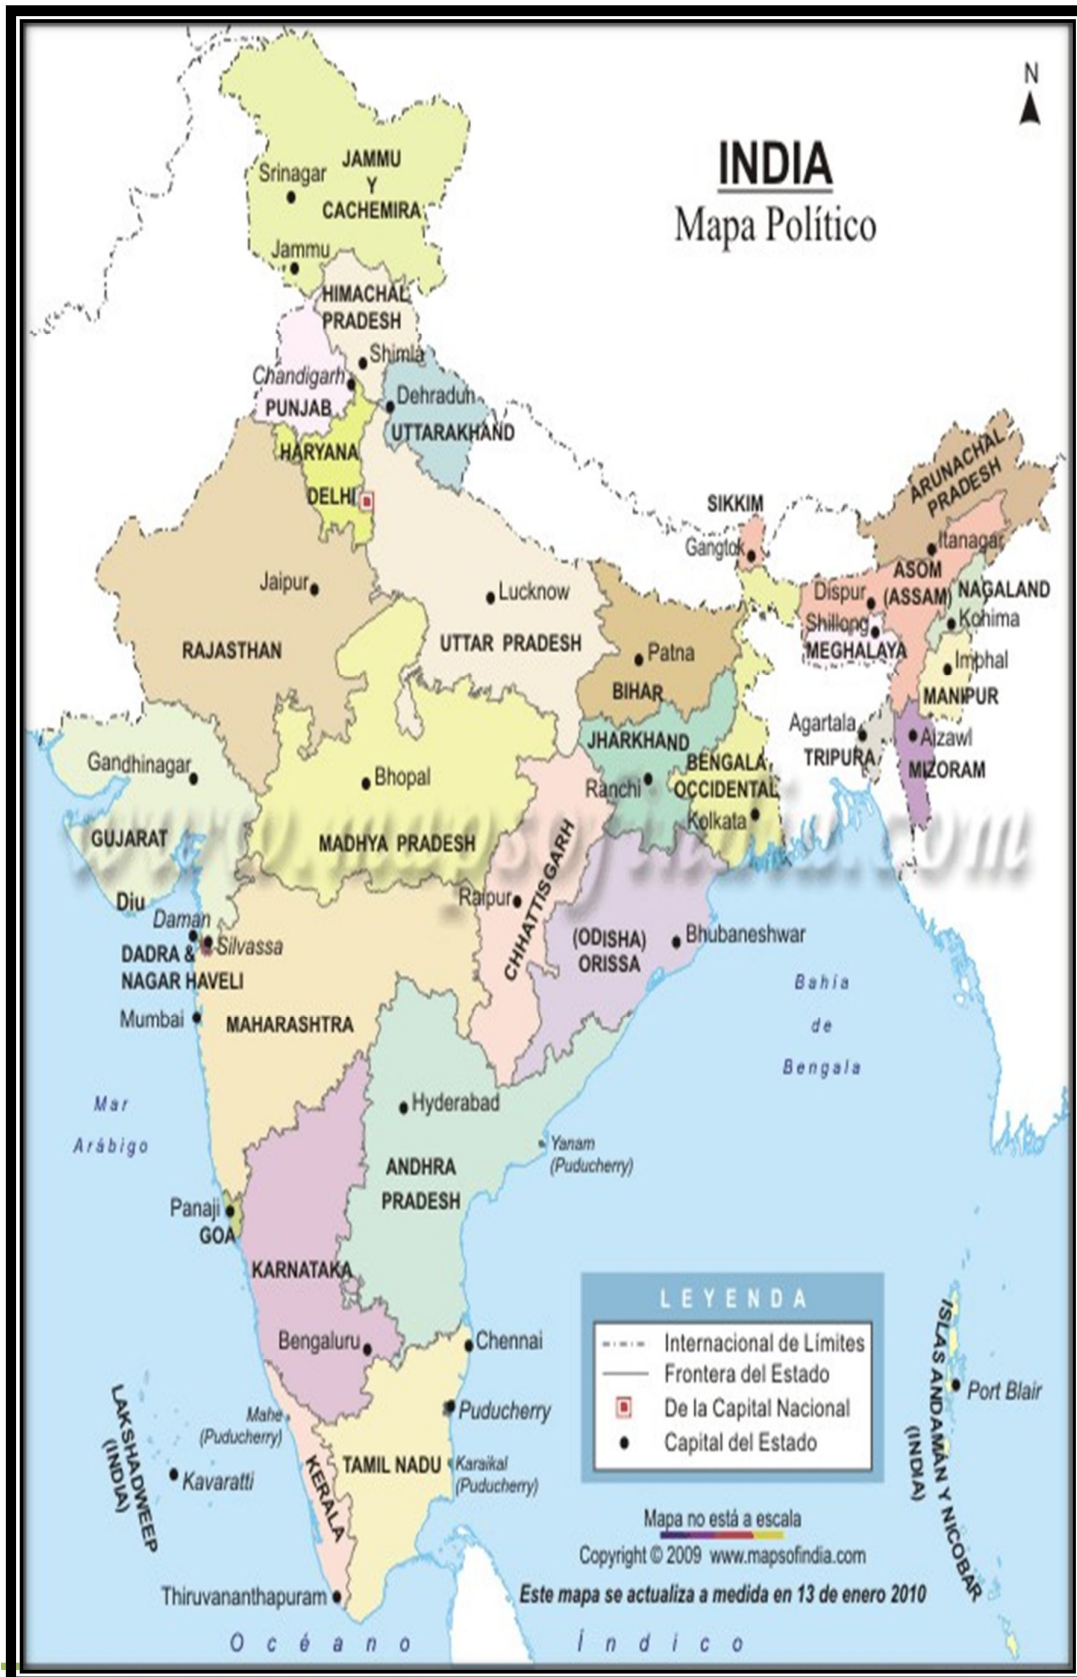 N
INDIA
Mapa Político
JAMMU
Y
CACHEMIRA
Srinagar
Jammu
HIMACHAL
PRADESH
Shimla
Chandigarh
PUNJAB
Dehradun
UTTARAKHAND
HARYANA
DELHI
ARUNACHAL
PRADESH
SIKKIM
Gangtok
Itanagar
ASOM
(ASSAM)
NAGALAND
Dispur
Kohima
Shillong
MEGHALAYA
Imphal
MANIPUR
Jaipur
Lucknow
RAJASTHAN
UTTAR PRADESH
Patna
BIHAR
Agartala
TRIPURA
Aizawl
MIZORAM
JHARKHAND
Ranchi
BENGALA
OCCIDENTAL
Kolkata
Gandhinagar
Bhopal
GUJARAT
MADHYA PRADESH
www.mapsofindia.com
Diu
Daman
Silvassa
DADRA &
NAGAR HAVELI
Raipur
CHHATTISGARH
(ODISHA)
ORISSA
Bhubaneshwar
Mumbai
MAHARASHTRA
Bahía
de
Bengala
Mar
Arábigo
Hyderabad
ANDHRA
PRADESH
Yanam
(Puducherry)
Panaji
GOA
KARNATAKA
Bengaluru
Chennai
Puducherry
Mahe
(Puducherry)
TAMIL NADU
Karaikal
(Puducherry)
KERALA
LAKSHADWEEP
(INDIA)
Kavaratti
Thiruvananthapuram
LEYENDA
Internacional de Límites
Frontera del Estado
De la Capital Nacional
Capital del Estado
ISLAS ANDAMÁN Y NICOBAR
(INDIA)
Port Blair
Mapa no está a escala
Copyright © 2009 www.mapsofindia.com
Este mapa se actualiza a medida en 13 de enero 2010
Océano Índico